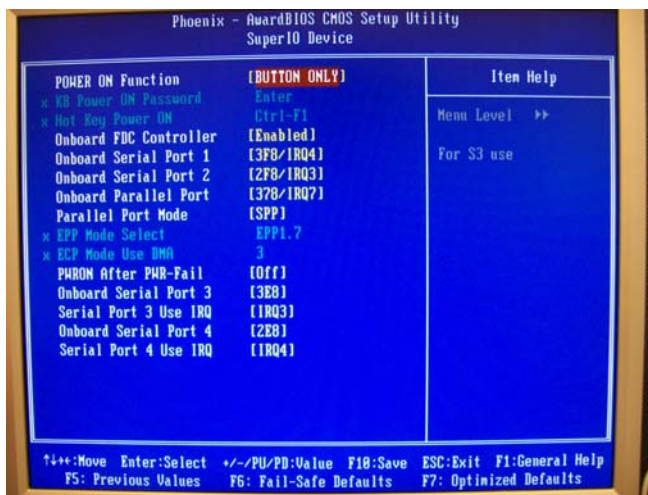 Phoenix - AwardBIOS CMOS Setup Utility
SuperIO Device
POWER ON Function [BUTTON ONLY]
x KB Power ON Password Enter
x Hot Key Power ON Ctrl-F1
Onboard FDC Controller [Enabled]
Onboard Serial Port 1 [3F8/IRQ4]
Onboard Serial Port 2 [2F8/IRQ3]
Onboard Parallel Port [378/IRQ7]
Parallel Port Mode [SPP]
x EPP Mode Select EPP1.7
x ECP Mode Use DMA 3
PWRON After PWR-Fail [Off]
Onboard Serial Port 3 [3E8]
Serial Port 3 Use IRQ [IRQ3]
Onboard Serial Port 4 [2E8]
Serial Port 4 Use IRQ [IRQ4]
Item Help
Menu Level ▸▸
For S3 use
↑↓→←:Move Enter:Select +/-/PU/PD:Value F10:Save ESC:Exit F1:General Help
F5: Previous Values F6: Fail-Safe Defaults F7: Optimized Defaults